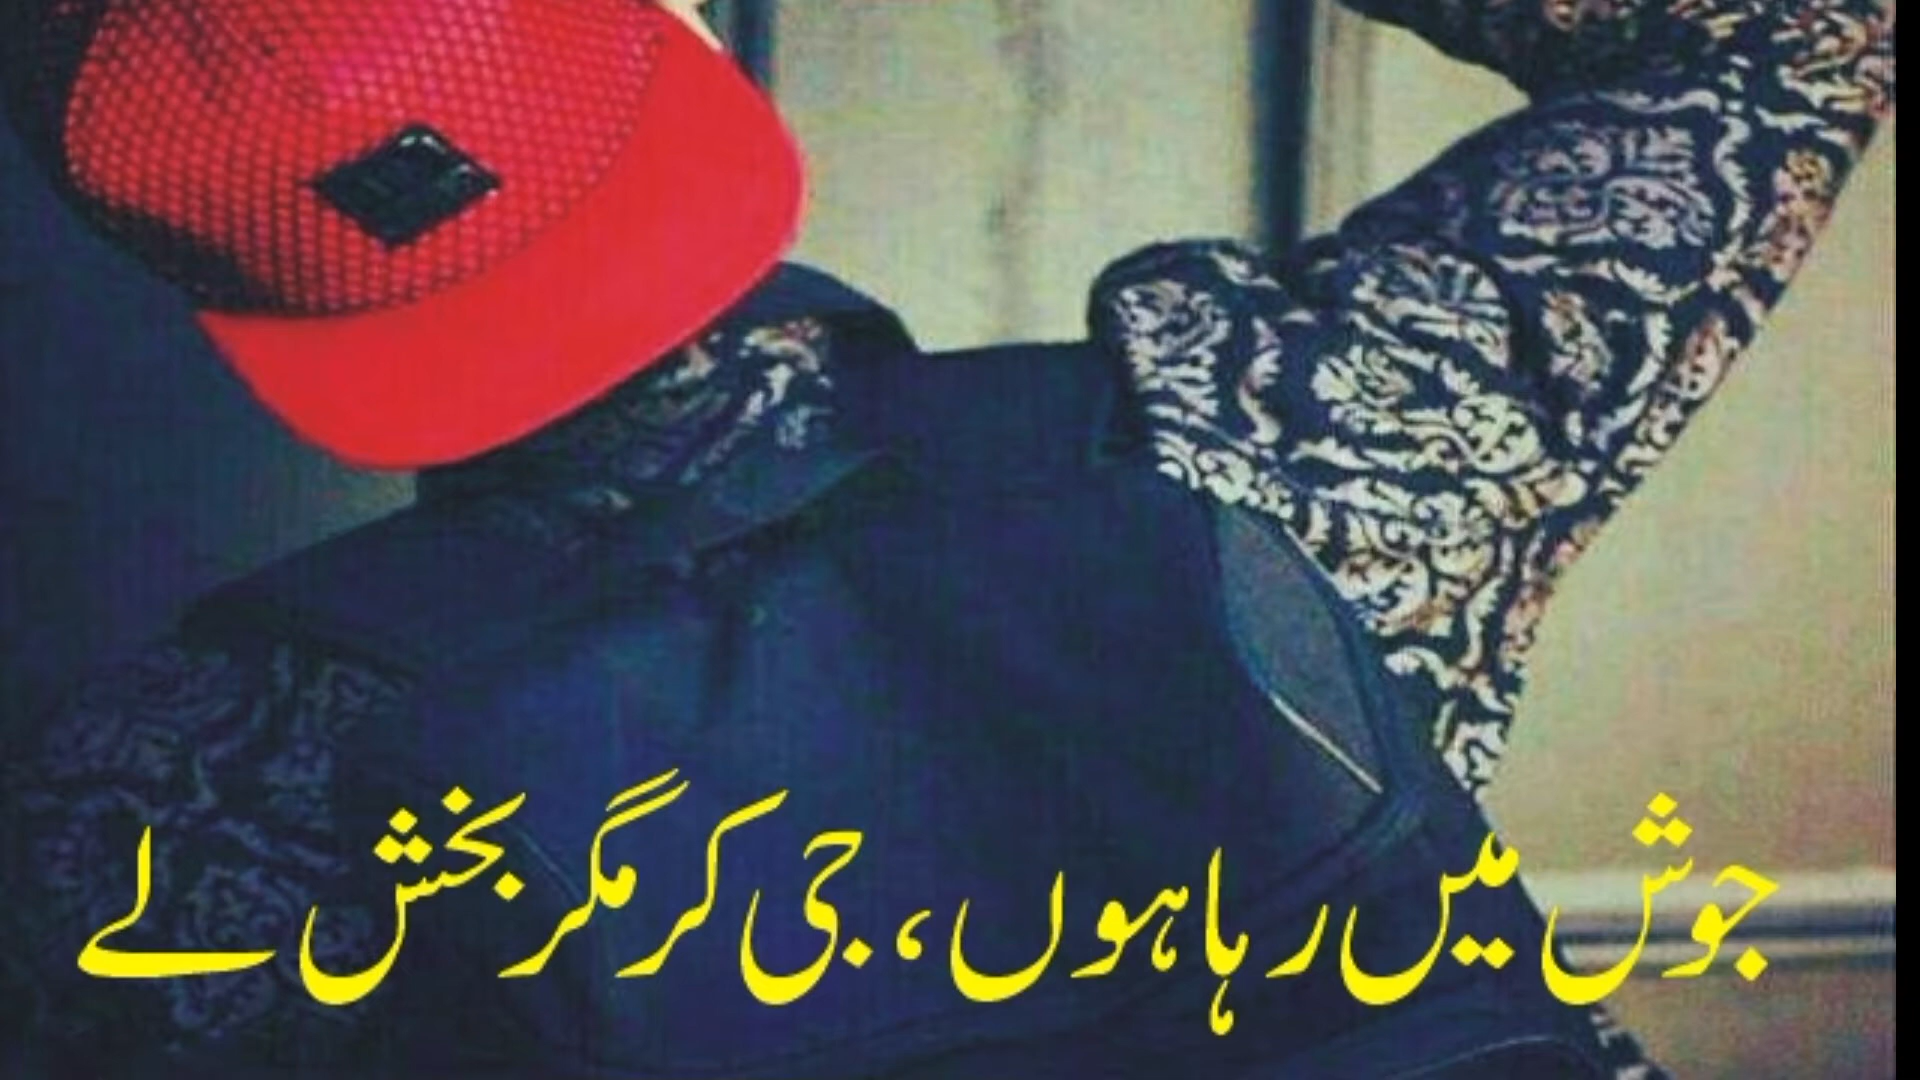 جوش میں رہا ہوں، جی کر مگر بخش لے